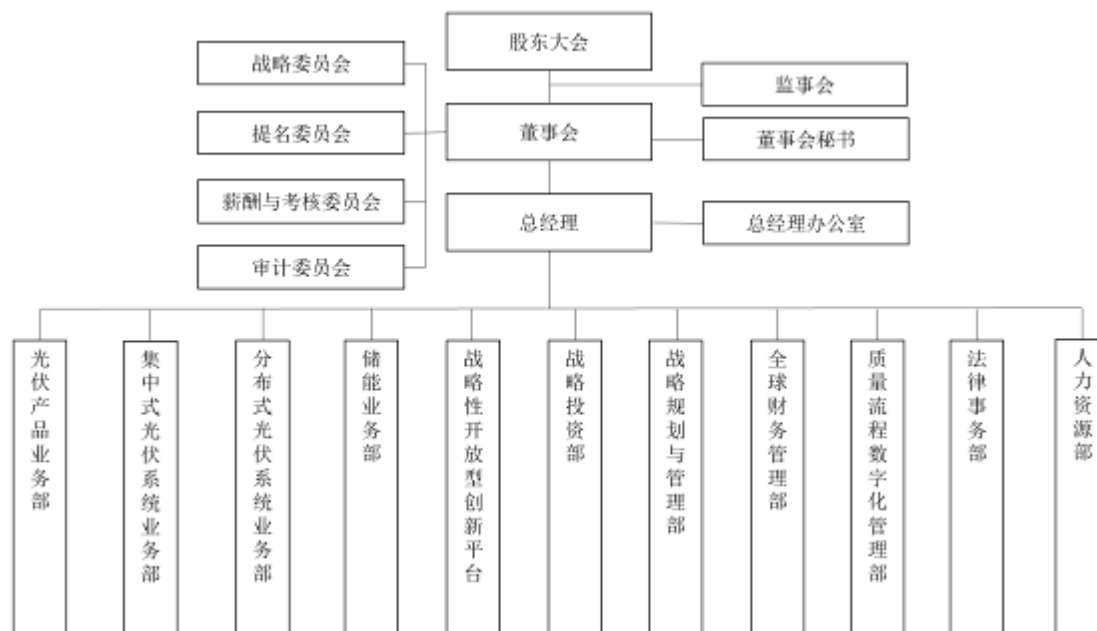 股东大会
战略委员会
监事会
提名委员会
董事会
董事会秘书
薪酬与考核委员会
总经理
总经理办公室
审计委员会
光伏产品业务部
集中式光伏系统业务部
分布式光伏系统业务部
储能业务部
战略性开放型创新平台
战略投资部
战略规划与管理部
全球财务管理部
质量流程数字化管理部
法律事务部
人力资源部